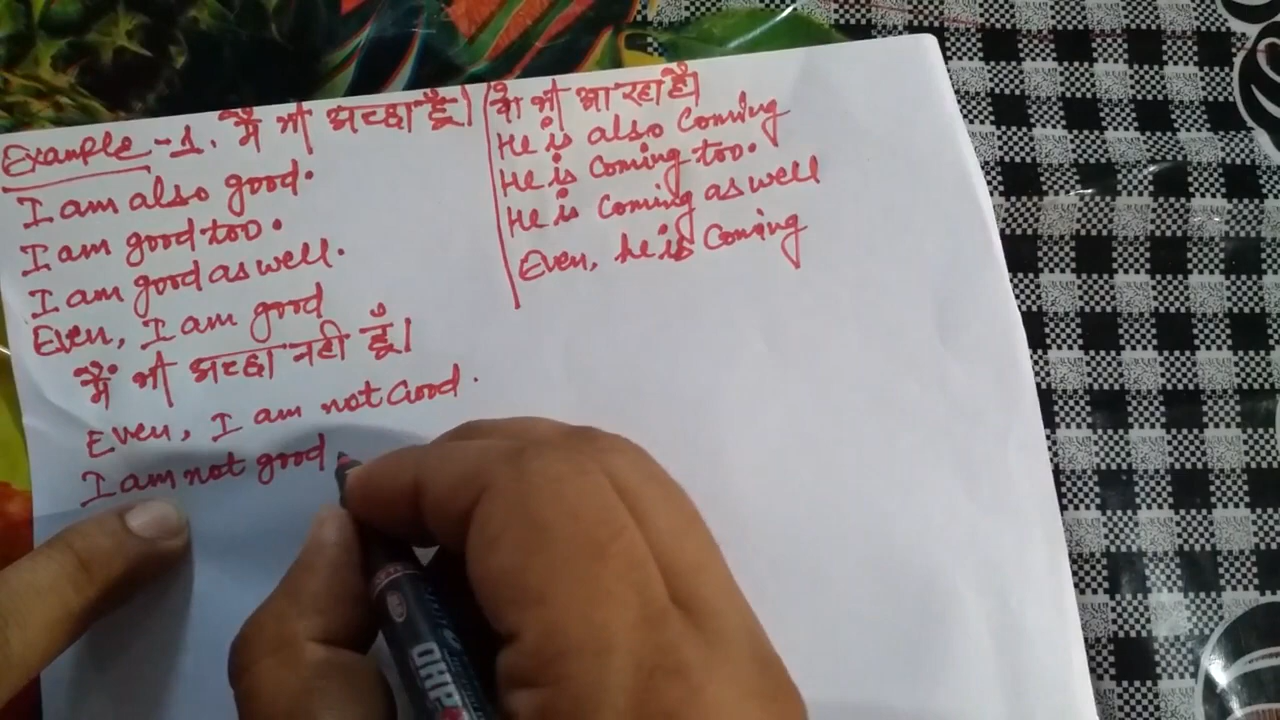 Example-1. मैं भी अच्छा हूँ।
I am also good.
I am good too.
I am good as well.
Even, I am good
मैं भी अच्छा नही हूँ।
Even, I am not Good.
I am not good
वो भी आ रहा है।
He is also coming
He is coming too.
He is coming as well
Even, he is coming
OHP